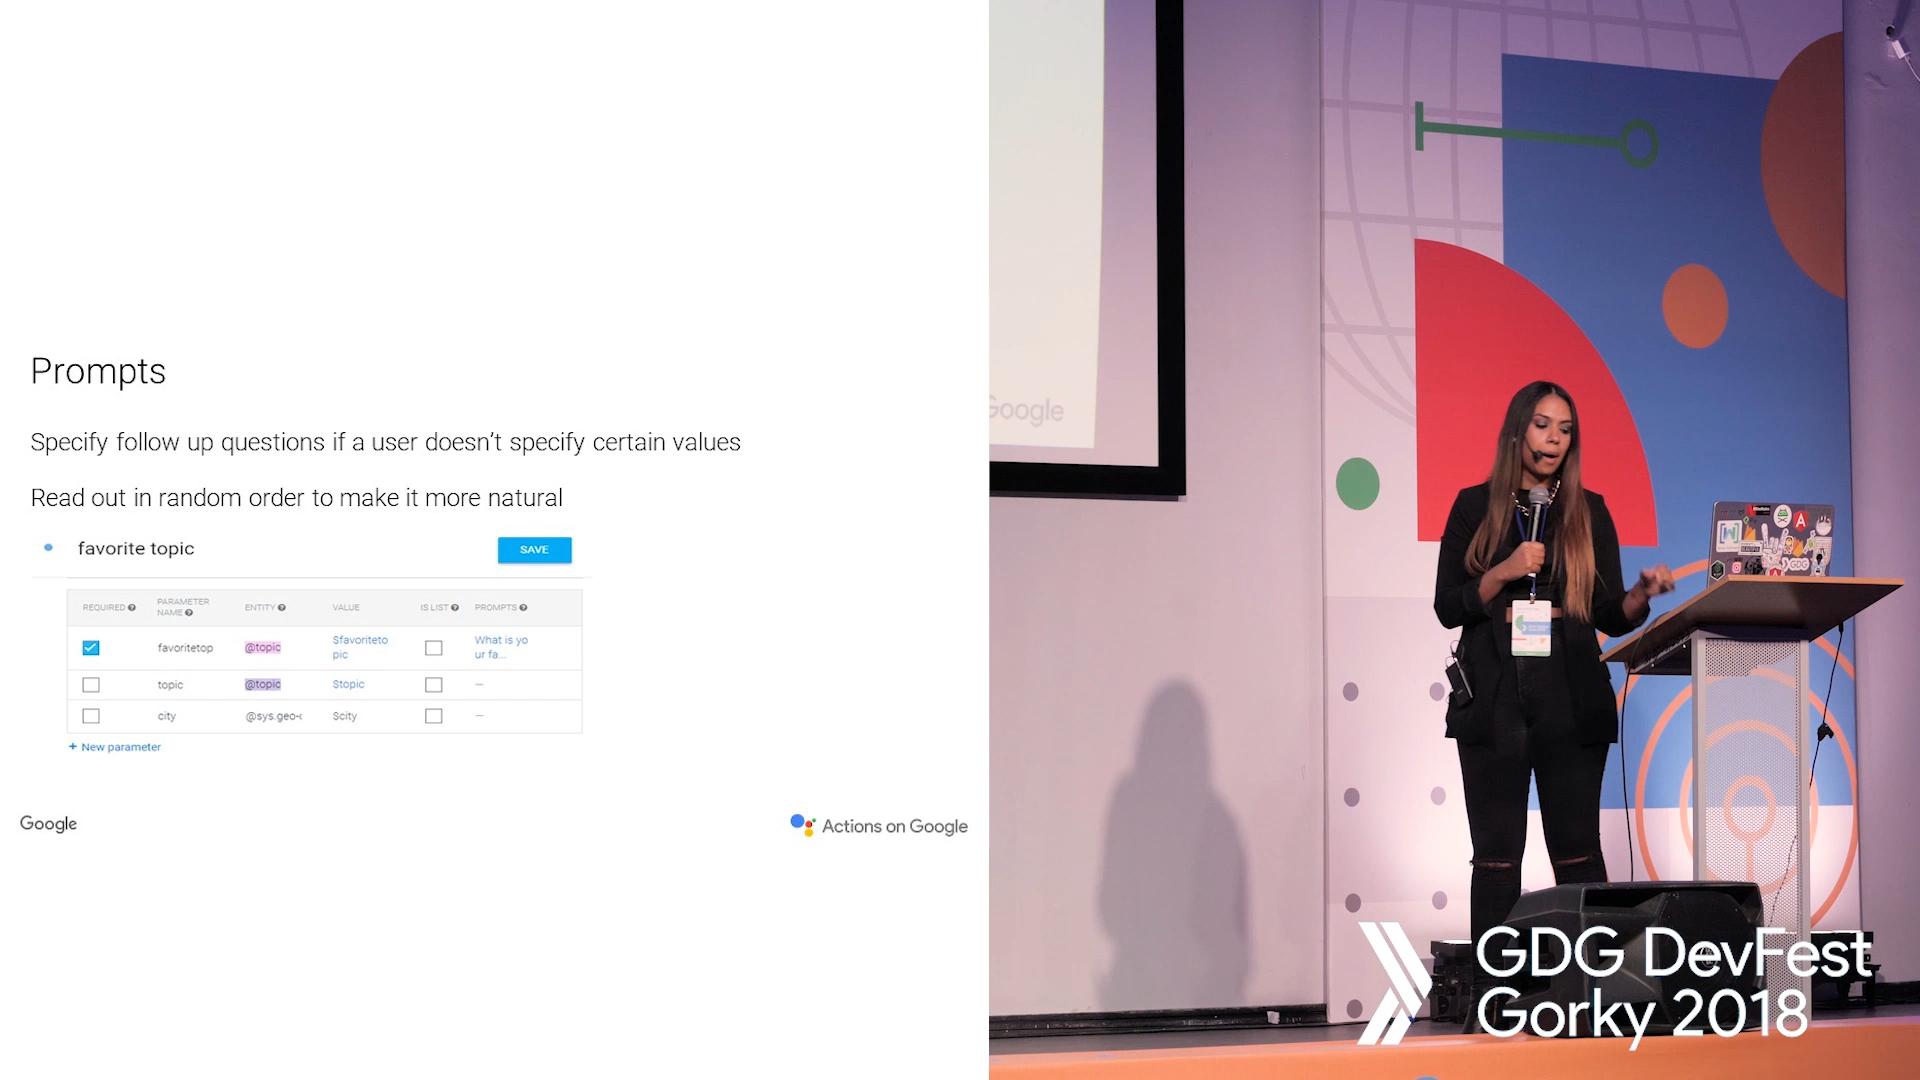 Prompts
Specify follow up questions if a user doesn’t specify certain values
Read out in random order to make it more natural
favorite topic
SAVE
REQUIRED PARAMETER NAME ENTITY VALUE IS LIST PROMPTS
favoritetop @topic $favoriteto What is yo
pic ur fa...
topic @topic $topic –
city @sys.geo-c $city –
+ New parameter
Google
Actions on Google
Google
GDG
GDG DevFest
Gorky 2018